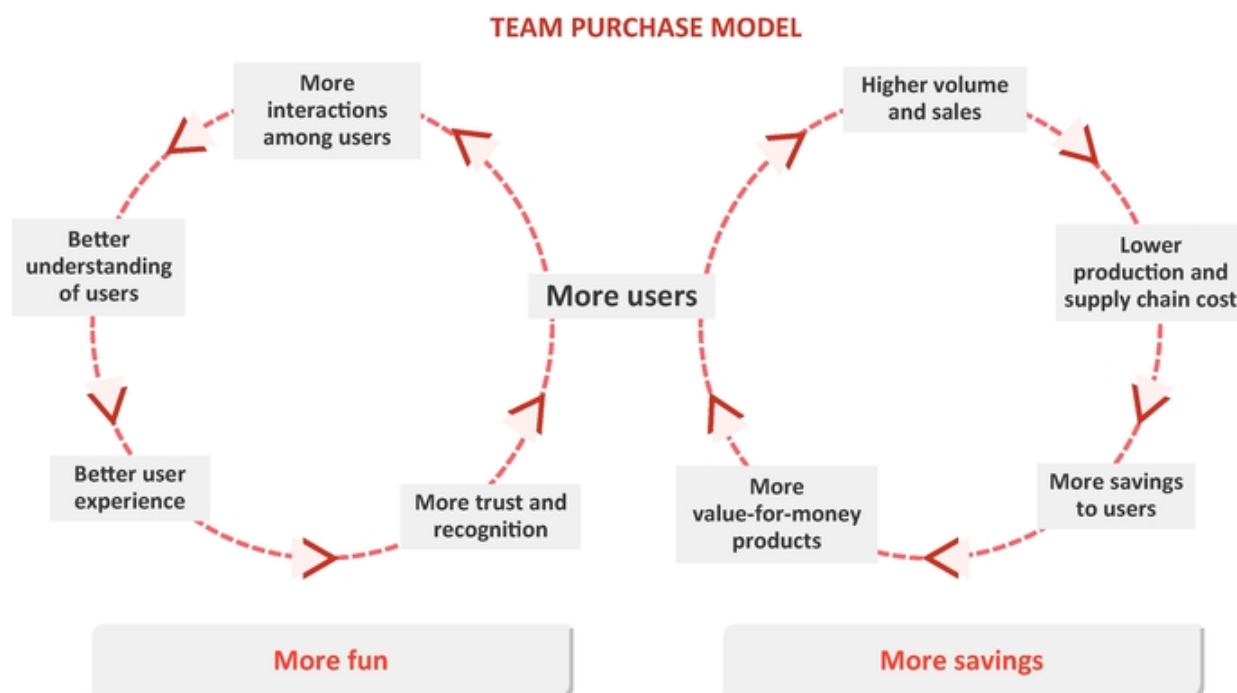 TEAM PURCHASE MODEL
More
interactions
among users
Better
understanding
of users
Better user
experience
More trust and
recognition
More users
Higher volume
and sales
Lower
production and
supply chain cost
More savings
to users
More
value-for-money
products
More fun
More savings